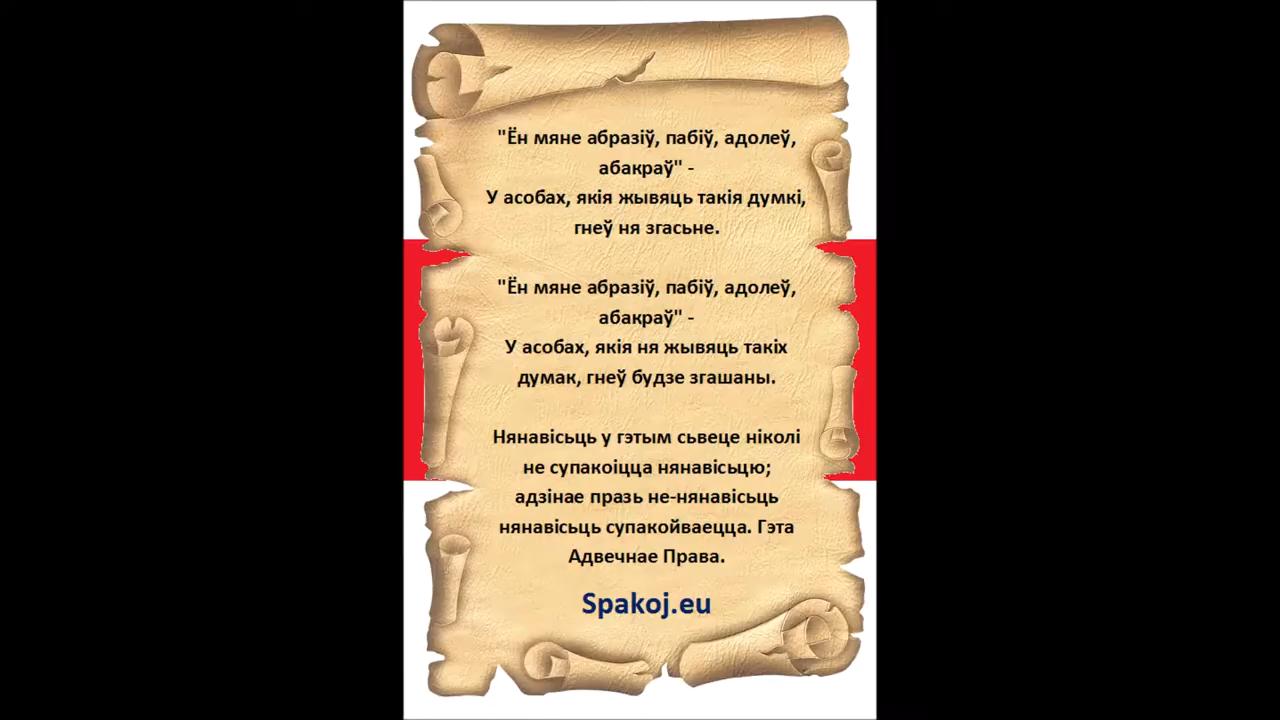 "Ён мяне абразіў, пабіў, адолеў,
абакраў" -
У асобах, якія жывяць такія думкі,
гнеў ня згасьне.
"Ён мяне абразіў, пабіў, адолеў,
абакраў" -
У асобах, якія ня жывяць такіх
думак, гнеў будзе згашаны.
Нянавісьць у гэтым сьвеце ніколі
не супакоіцца нянавісьцю;
адзінае празь не-нянавісьць
нянавісьць супакойваецца. Гэта
Адвечнае Права.
Spakoj.eu